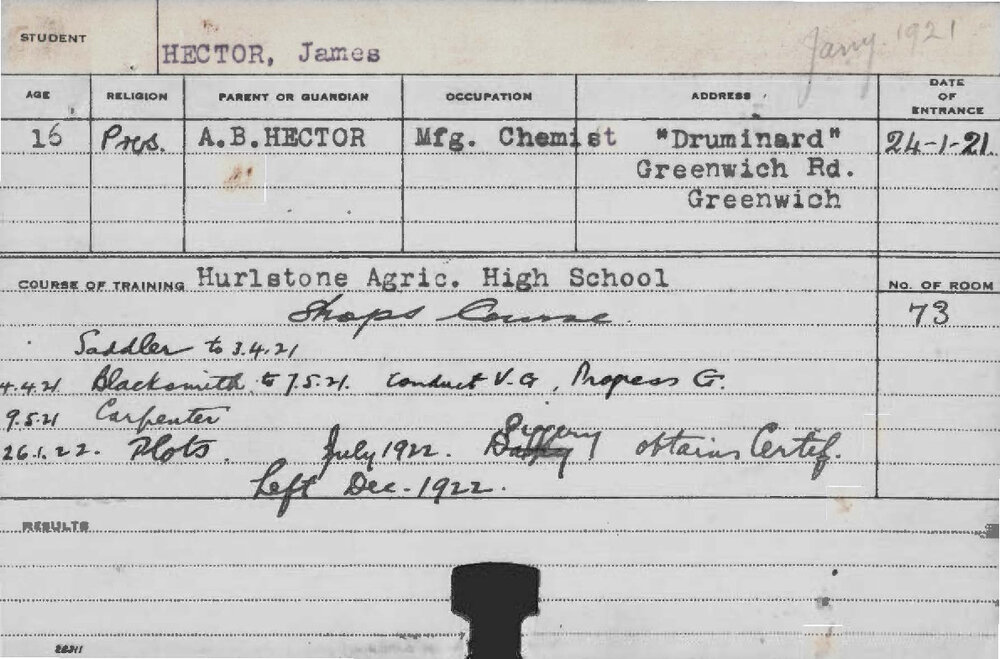 STUDENT
HECTOR, James
Jany. 1921
AGE RELIGION PARENT OR GUARDIAN OCCUPATION ADDRESS DATE OF ENTRANCE
16 Pres. A.B.HECTOR Mfg. Chemist "Druminard" 24-1-21.
Greenwich Rd.
Greenwich
COURSE OF TRAINING Hurlstone Agric. High School NO. OF ROOM
Shops Course. 73
Saddler to 3.4.21
4.4.21 Blacksmith to 7.5.21. Conduct V.G, Progress G.
9.5.21 Carpenter
26.1.22. Plots. July 1922. Dairy Piggery obtains Certif.
Left Dec. 1922.
RESULTS